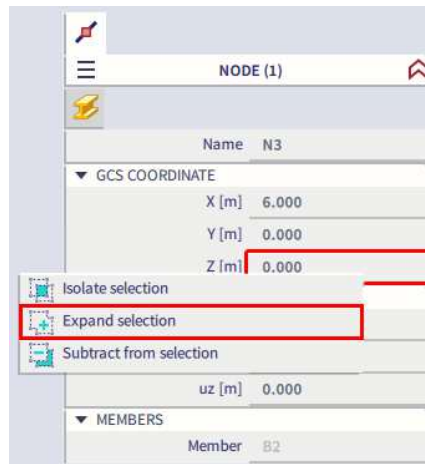 NODE (1)
Name N3
GCS COORDINATE
X [m] 6.000
Y [m] 0.000
Z [m] 0.000
Isolate selection
Expand selection
Subtract from selection
uz [m] 0.000
MEMBERS
Member B2